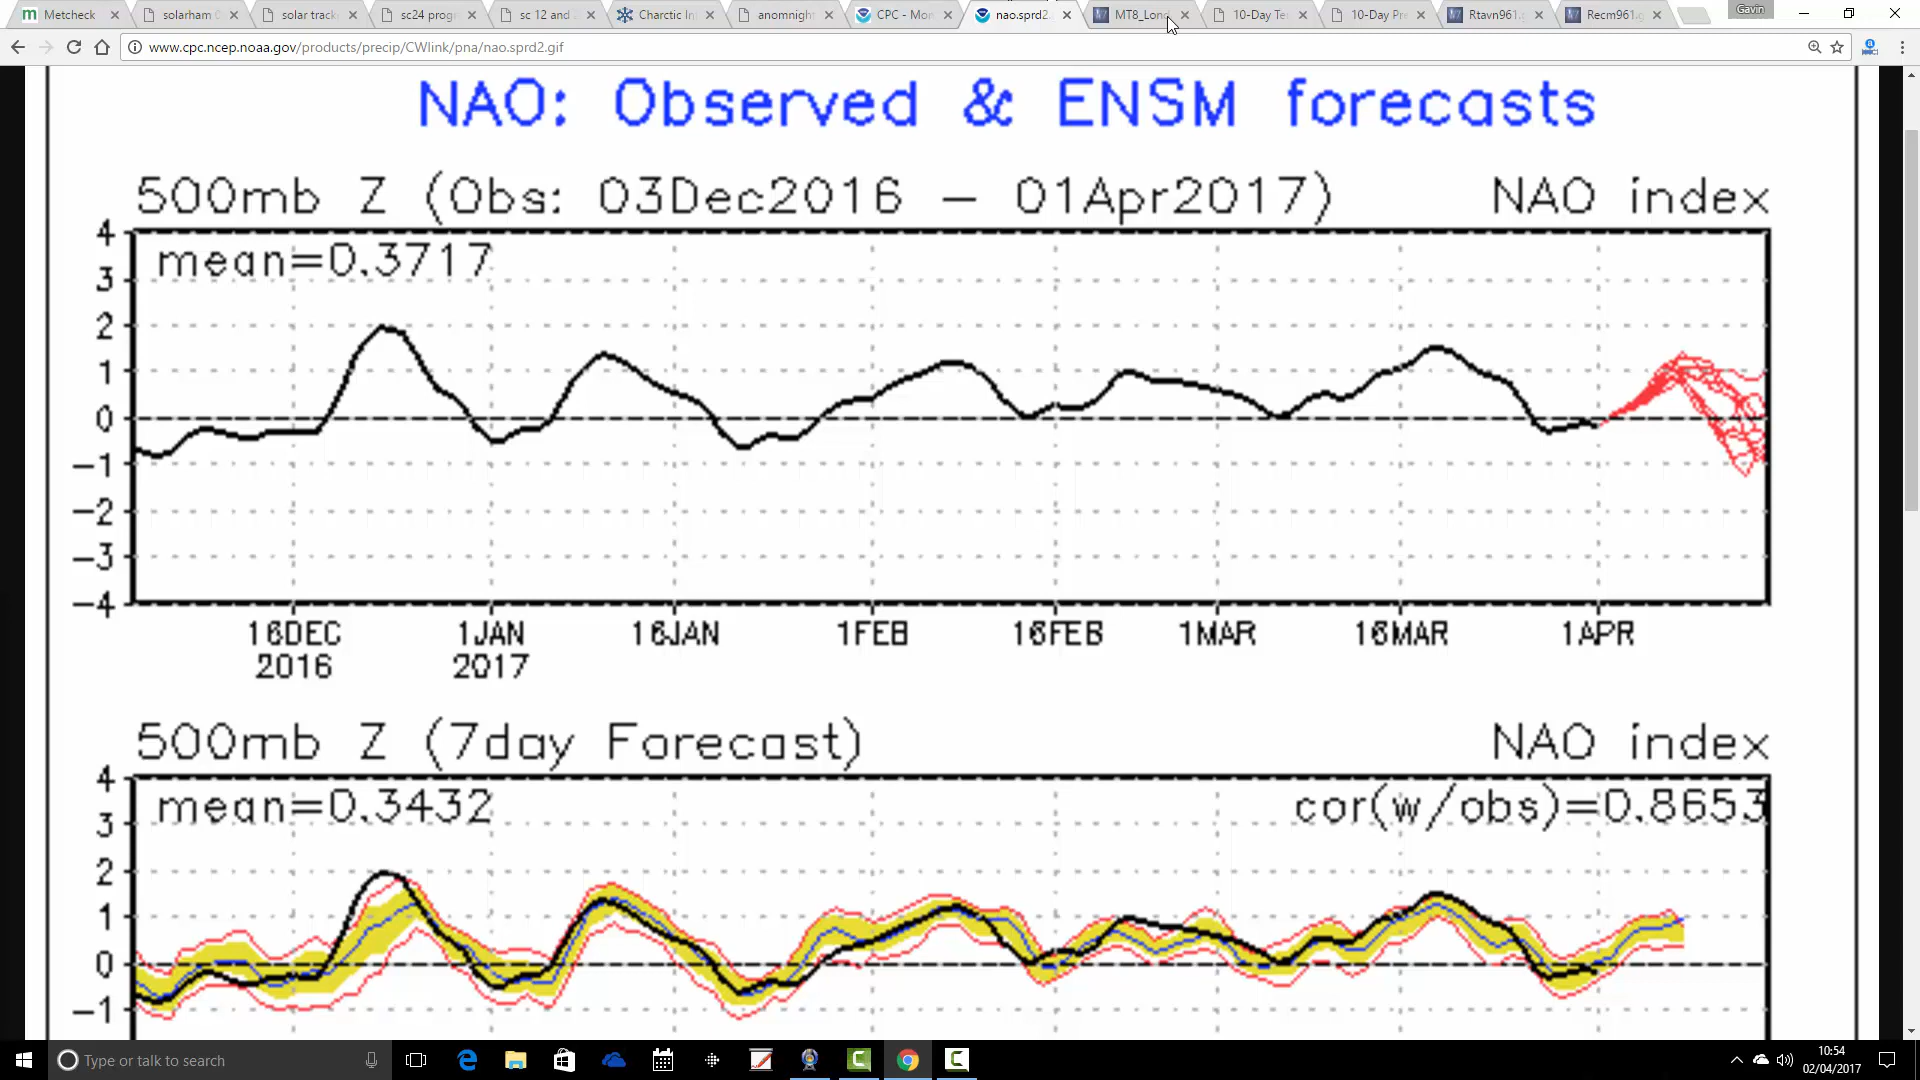 Metcheck
solarham
solar track
sc24 prog
sc 12 and
Charctic In
anomnigh
CPC - Mon
nao.sprd2.
MT8_Lond
10-Day Te
10-Day Pre
Rtavn961.g
Recm961.g
Gavin
www.cpc.ncep.noaa.gov/products/precip/CWlink/pna/nao.sprd2.gif
NAO: Observed & ENSM forecasts
500mb Z (Obs: 03Dec2016 – 01Apr2017)
NAO index
mean=0.3717
4
3
2
1
0
-1
-2
-3
-4
16DEC 1JAN 16JAN 1FEB 16FEB 1MAR 16MAR 1APR
2016 2017
500mb Z (7day Forecast)
NAO index
mean=0.3432
cor(w/obs)=0.8653
4
3
2
1
0
-1
Type or talk to search
10:54
02/04/2017